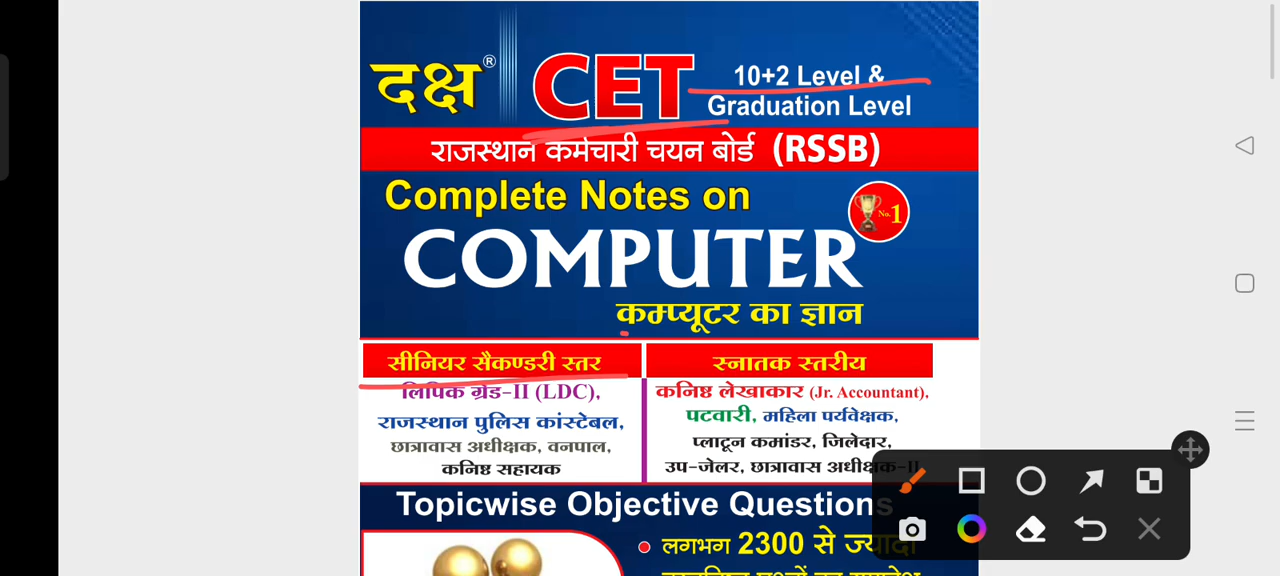 दक्ष® CET 10+2 Level &
Graduation Level
राजस्थान कर्मचारी चयन बोर्ड (RSSB)
Complete Notes on
No.1
COMPUTER
कम्प्यूटर का ज्ञान
सीनियर सैकण्डरी स्तर
लिपिक ग्रेड-II (LDC),
राजस्थान पुलिस कांस्टेबल,
छात्रावास अधीक्षक, वनपाल,
कनिष्ठ सहायक
स्नातक स्तरीय
कनिष्ठ लेखाकार (Jr. Accountant),
पटवारी, महिला पर्यवेक्षक,
प्लाटून कमांडर, जिलेदार,
उप-जेलर, छात्रावास अधीक्षक-II
Topicwise Objective Questions
लगभग 2300 से ज्यादा